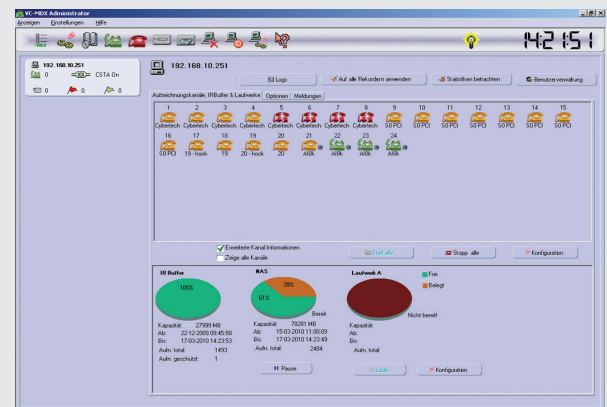 VC-MDX Administrator
Anzeigen Einstellungen Hilfe
14:21:51
192.168.10.251
0 CSTA On
0 0 0
192.168.10.251
Logs
Auf alle Rekordern anwenden
Statistiken betrachten
Benutzerverwaltung
Aufzeichnungskanäle, IRBuffer & Laufwerke Optionen Meldungen
1 2 3 4 5 6 7 8 9 10 11 12 13 14 15
Cybertech Cybertech Cybertech Cybertech Cybertech Cybertech Cybertech Cybertech S0 PCI S0 PCI S0 PCI S0 PCI S0 PCI S0 PCI S0 PCI
16 17 18 19 20 21 22 23 24
S0 PCI 19 - hook 19 20 - hook 20 AI8k AI8k AI8k AI8k
Erweiterte Kanal Informationen
Zeige alle Kanäle
Start alle
Stopp alle
Konfiguration
IR Buffer
100%
Kapazität: 27999 MB
Ab: 22-12-2009 09:45:58
Bis: 17-03-2010 14:23:53
Aufn. total: 1493
Aufn. geschützt: 1
NAS
39%
61%
Bereit
Kapazität: 78281 MB
Ab: 15-03-2010 11:00:09
Bis: 17-03-2010 14:23:49
Aufn. total: 2484
Pause
Laufwerk A
Nicht bereit
Kapazität:
Ab:
Bis:
Aufn. total:
Frei
Belegt
Lade
Konfiguration